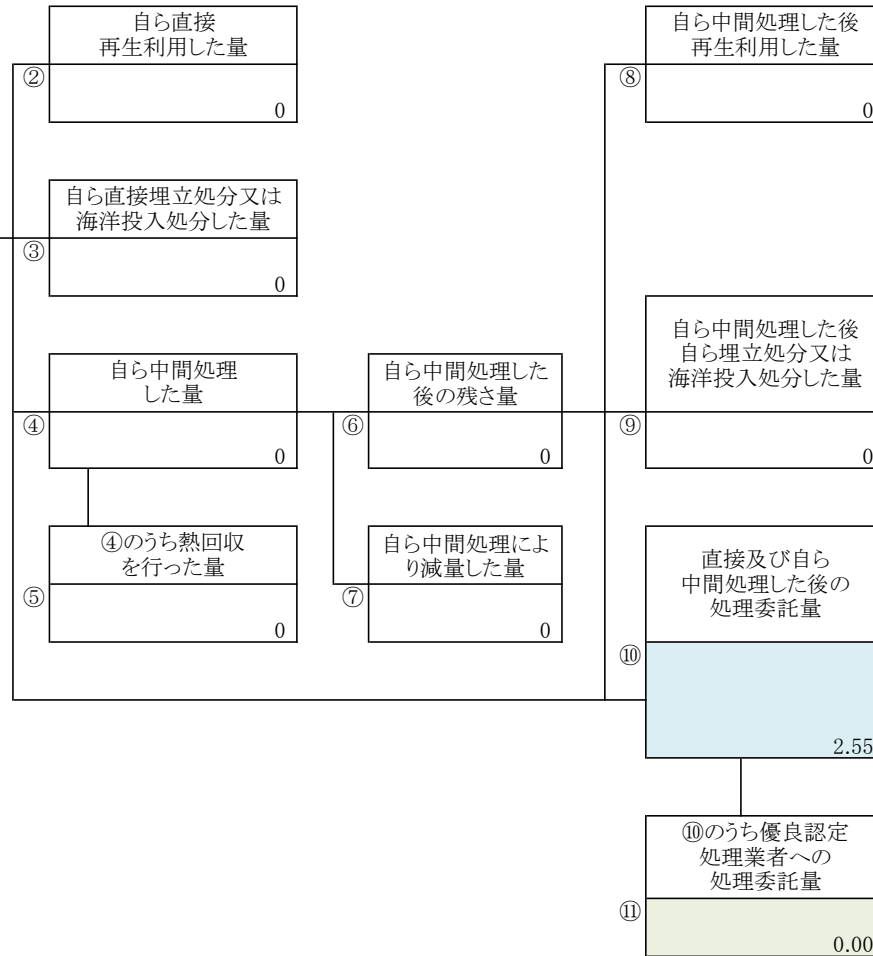 自ら直接
再生利用した量
②
0
自ら直接埋立処分又は
海洋投入処分した量
③
0
自ら中間処理
した量
④
0
④のうち熱回収
を行った量
⑤
0
自ら中間処理した
後の残さ量
⑥
0
自ら中間処理によ
り減量した量
⑦
0
自ら中間処理した後
再生利用した量
⑧
0
自ら中間処理した後
自ら埋立処分又は
海洋投入処分した量
⑨
0
直接及び自ら
中間処理した後の
処理委託量
⑩
2.55
⑩のうち優良認定
処理業者への
処理委託量
⑪
0.00